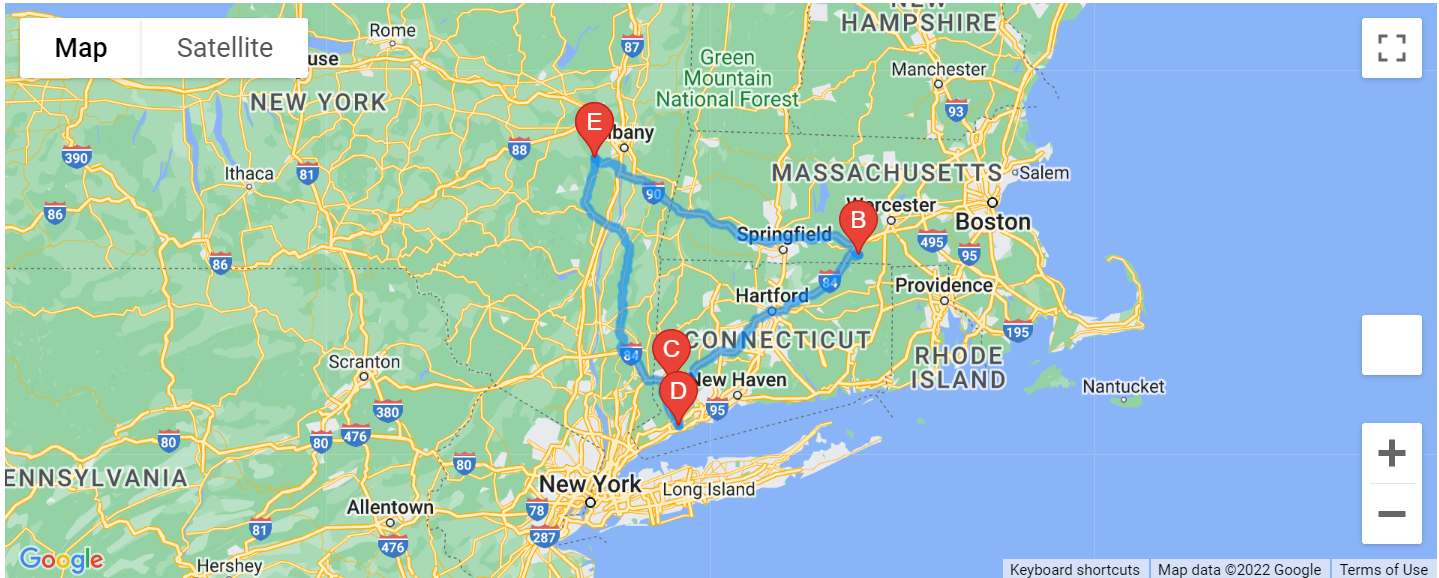 Map
Satellite
Rome
use
87
NEW
HAMPSHIRE
Green
Mountain
National Forest
Manchester
93
NEW YORK
E
bany
390
88
Ithaca
81
90
MASSACHUSETTS
Salem
86
Worcester
B
Boston
Springfield
495
95
86
84
Hartford
Providence
195
CONNECTICUT
C
84
Scranton
RHODE
ISLAND
D
New Haven
95
Nantucket
380
80
80
476
80
ENNSYLVANIA
New York
Long Island
Allentown
78
81
287
476
Google
Hershey
Keyboard shortcuts
Map data ©2022 Google
Terms of Use